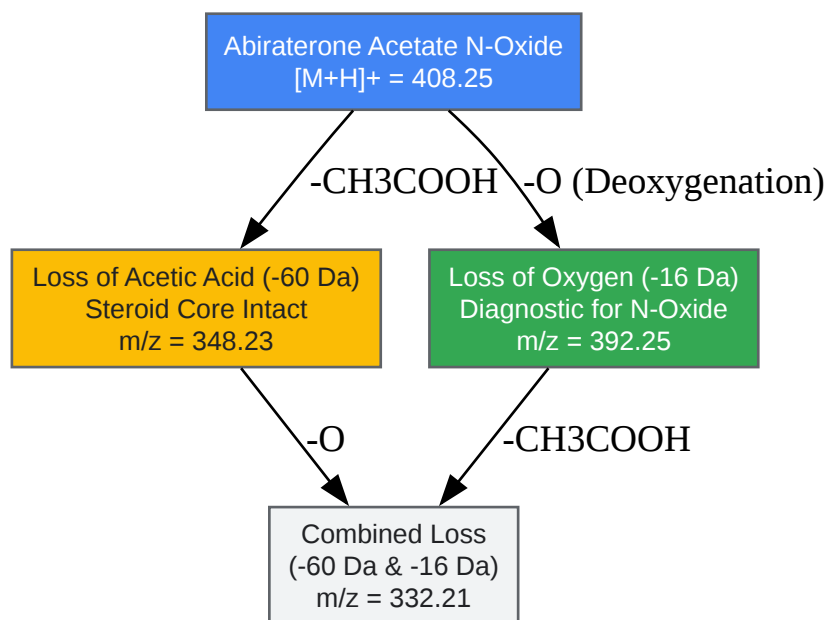 Abiraterone Acetate N-Oxide
[M+H]+ = 408.25
-CH3COOH
-O (Deoxygenation)
Loss of Acetic Acid (-60 Da)
Steroid Core Intact
m/z = 348.23
Loss of Oxygen (-16 Da)
Diagnostic for N-Oxide
m/z = 392.25
-O
-CH3COOH
Combined Loss
(-60 Da & -16 Da)
m/z = 332.21